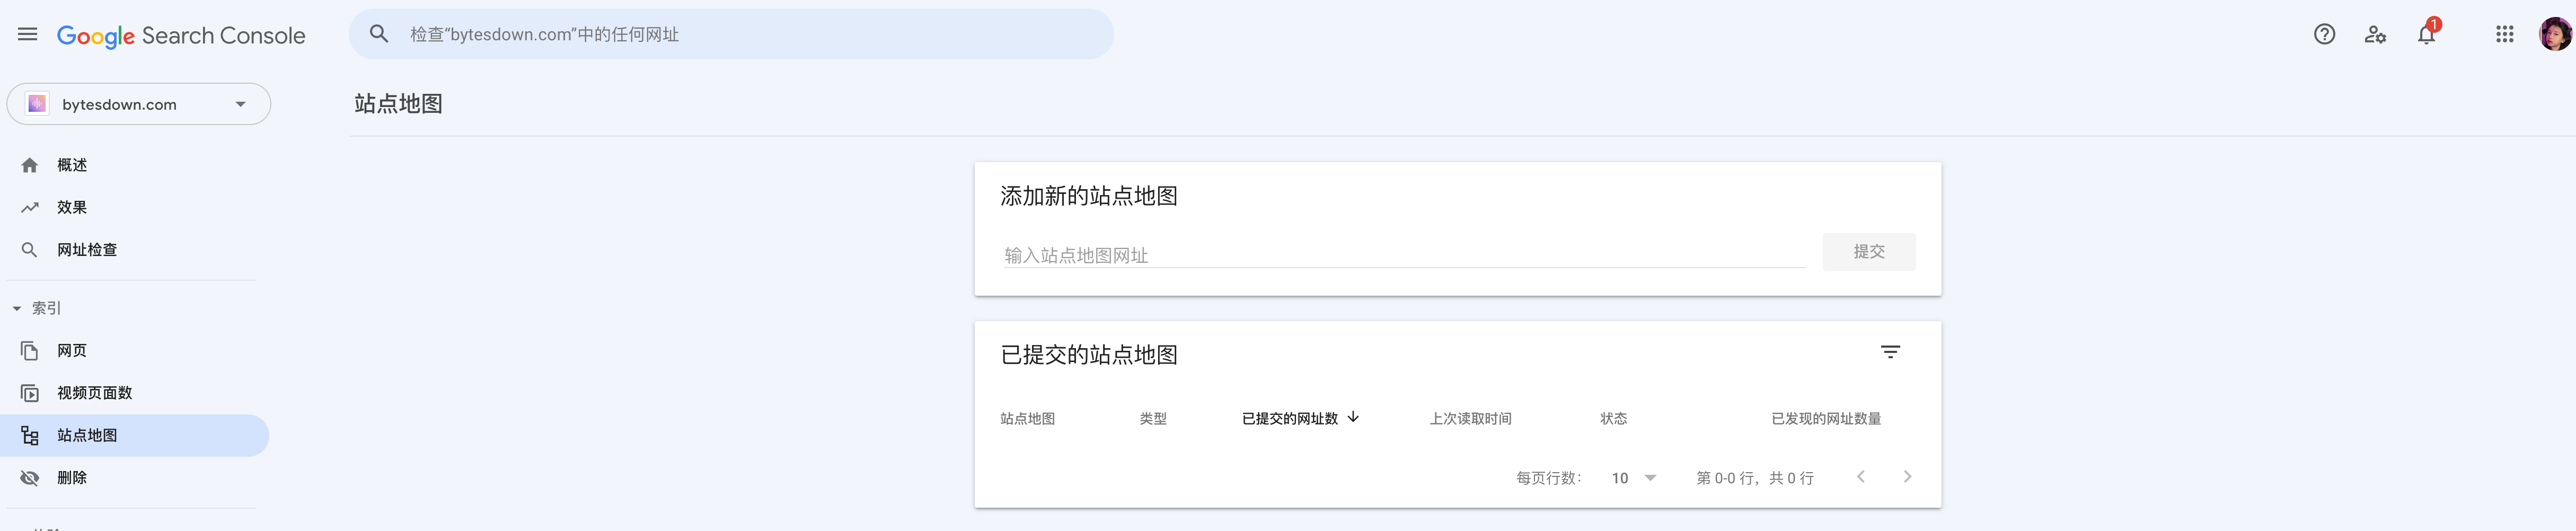 Google Search Console
检查“bytesdown.com”中的任何网址
1
bytesdown.com
站点地图
概述
效果
网址检查
索引
网页
视频页面数
站点地图
删除
添加新的站点地图
输入站点地图网址
提交
已提交的站点地图
站点地图 类型 已提交的网址数 上次读取时间 状态 已发现的网址数量
每页行数： 10 第 0-0 行，共 0 行